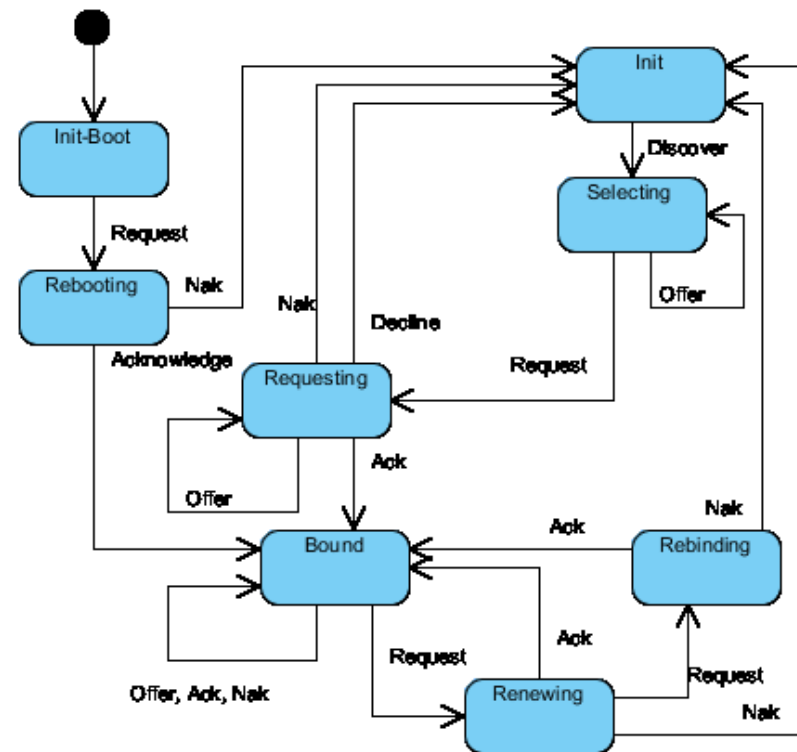 Init
Init-Boot
Discover
Selecting
Request
Rebooting
Nak
Nak
Offer
Decline
Acknowledge
Requesting
Request
Ack
Offer
Nak
Ack
Bound
Rebinding
Ack
Request
Request
Offer, Ack, Nak
Renewing
Nak